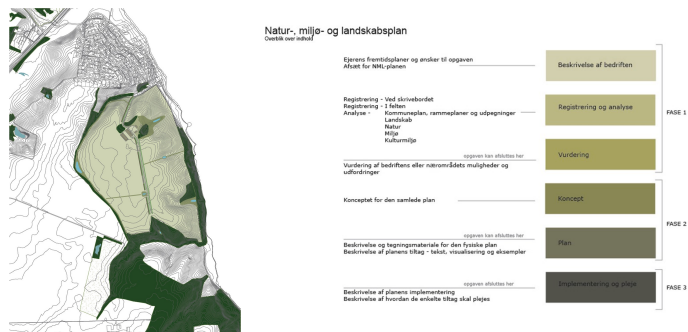 Natur-, miljø- og landskabsplan
Overblik over indhold
Ejerens fremtidsplaner og ønsker til opgaven
Afsæt for NML-planen
Beskrivelse af bedriften
Registrering - Ved skrivebordet
Registrering - I felten
Analyse - Kommuneplan, rammeplaner og udpegninger
Landskab
Natur
Miljø
Kulturmiljø
Registrering og analyse
FASE 1
opgaven kan afsluttes her
Vurdering af bedriftens eller nærområdets muligheder og
udfordringer
Vurdering
Konceptet for den samlede plan
Koncept
FASE 2
opgaven kan afsluttes her
Beskrivelse og tegningsmateriale for den fysiske plan
Beskrivelse af planens tiltag - tekst, visualisering og eksempler
Plan
opgaven afsluttes her
Beskrivelse af planens implementering
Beskrivelse af hvordan de enkelte tiltag skal plejes
Implementering og pleje
FASE 3